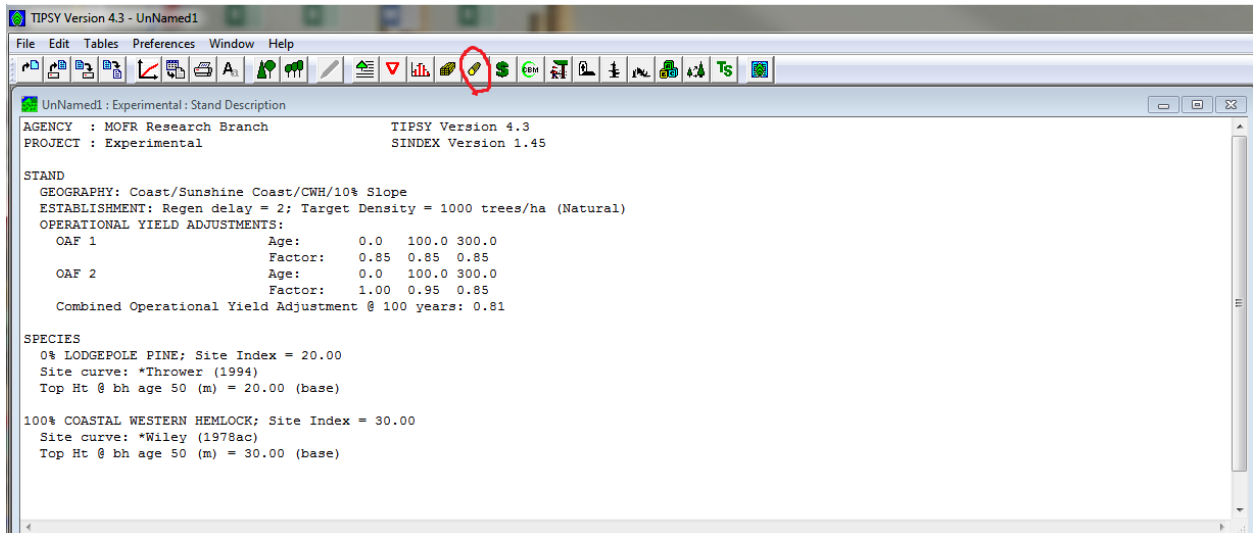 TIPSY Version 4.3 - UnNamed1
File Edit Tables Preferences Window Help
A $ CBM TS
UnNamed1 : Experimental : Stand Description
AGENCY : MOFR Research Branch TIPSY Version 4.3
PROJECT : Experimental SINDEX Version 1.45
STAND
GEOGRAPHY: Coast/Sunshine Coast/CWH/10% Slope
ESTABLISHMENT: Regen delay = 2; Target Density = 1000 trees/ha (Natural)
OPERATIONAL YIELD ADJUSTMENTS:
OAF 1 Age: 0.0 100.0 300.0
Factor: 0.85 0.85 0.85
OAF 2 Age: 0.0 100.0 300.0
Factor: 1.00 0.95 0.85
Combined Operational Yield Adjustment @ 100 years: 0.81
SPECIES
0% LODGEPOLE PINE; Site Index = 20.00
Site curve: *Thrower (1994)
Top Ht @ bh age 50 (m) = 20.00 (base)
100% COASTAL WESTERN HEMLOCK; Site Index = 30.00
Site curve: *Wiley (1978ac)
Top Ht @ bh age 50 (m) = 30.00 (base)